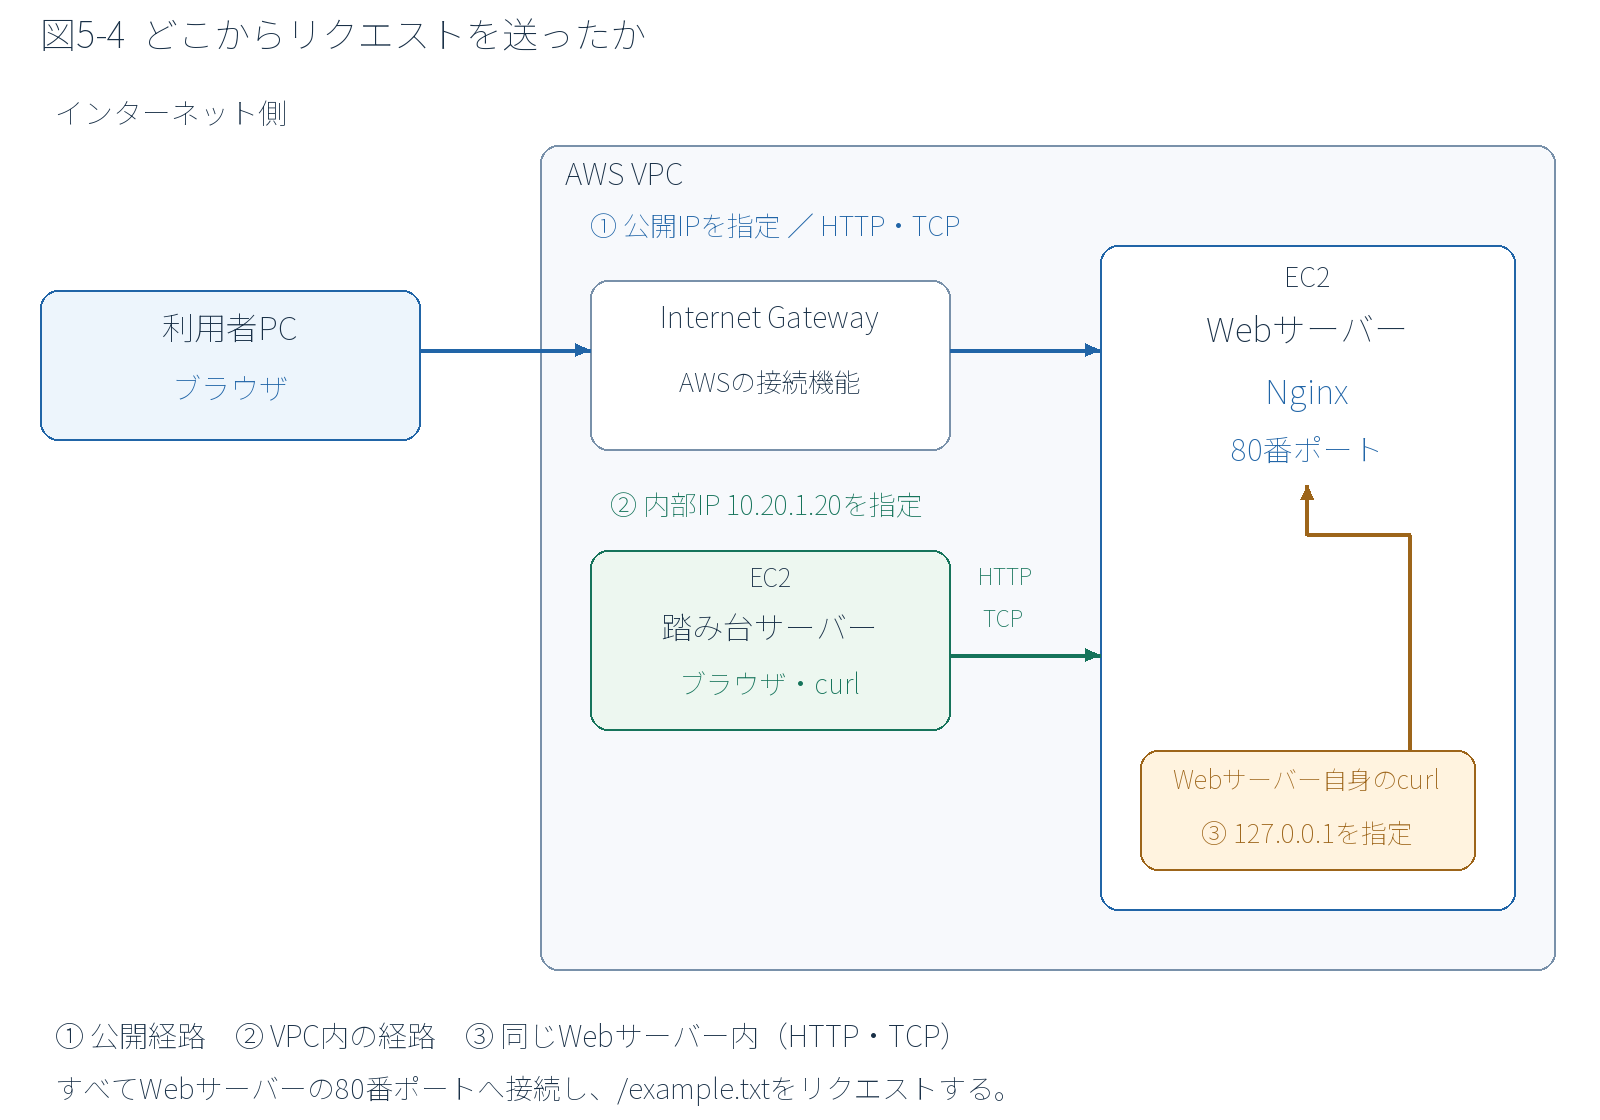 図5-4 どこからリクエストを送ったか
インターネット側
AWS VPC
① 公開IPを指定 ／ HTTP・TCP
利用者PC
ブラウザ
Internet Gateway
AWSの接続機能
EC2
Webサーバー
Nginx
80番ポート
② 内部IP 10.20.1.20を指定
EC2
踏み台サーバー
ブラウザ・curl
HTTP
TCP
Webサーバー自身のcurl
③ 127.0.0.1を指定
① 公開経路　② VPC内の経路　③ 同じWebサーバー内（HTTP・TCP）
すべてWebサーバーの80番ポートへ接続し、/example.txtをリクエストする。